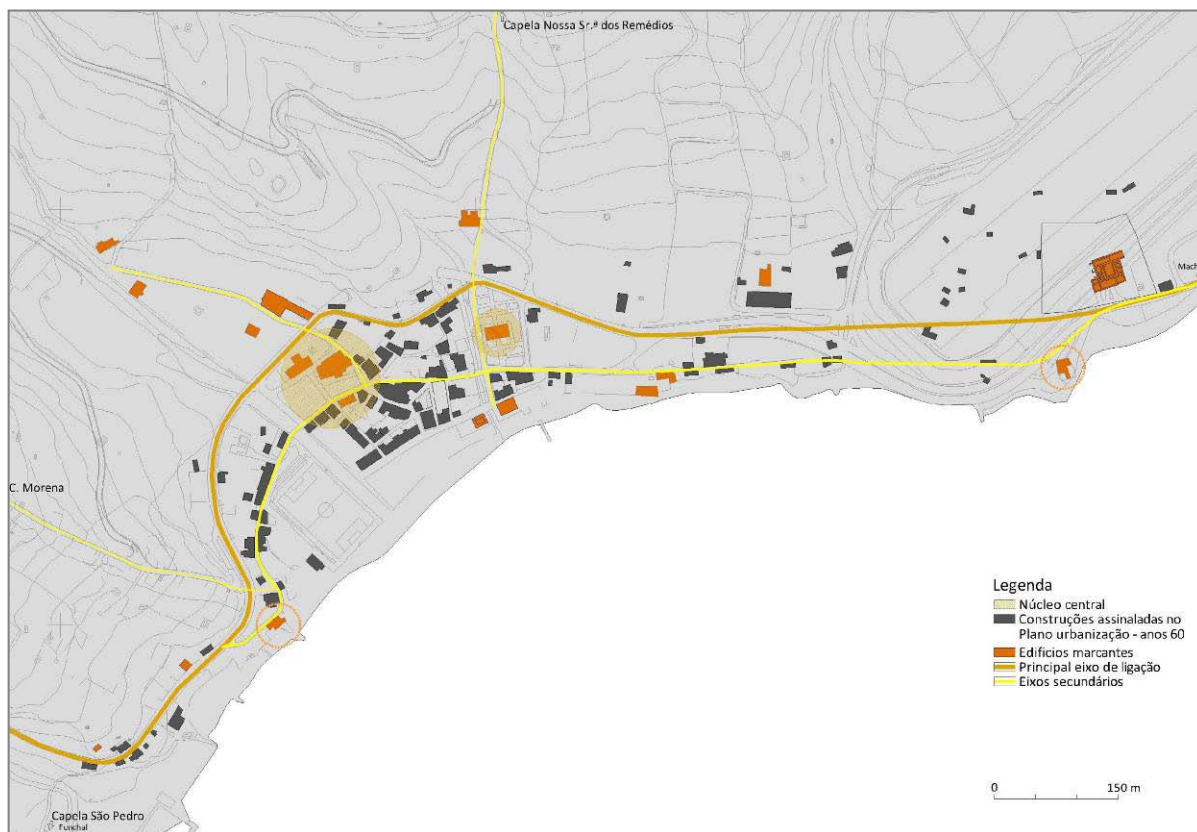 Capela Nossa Sr.ª dos Remédios
Mach
C. Morena
Legenda
Núcleo central
Construções assinaladas no
Plano urbanização - anos 60
Edificios marcantes
Principal eixo de ligação
Eixos secundários
0 150 m
Capela São Pedro
Funchal